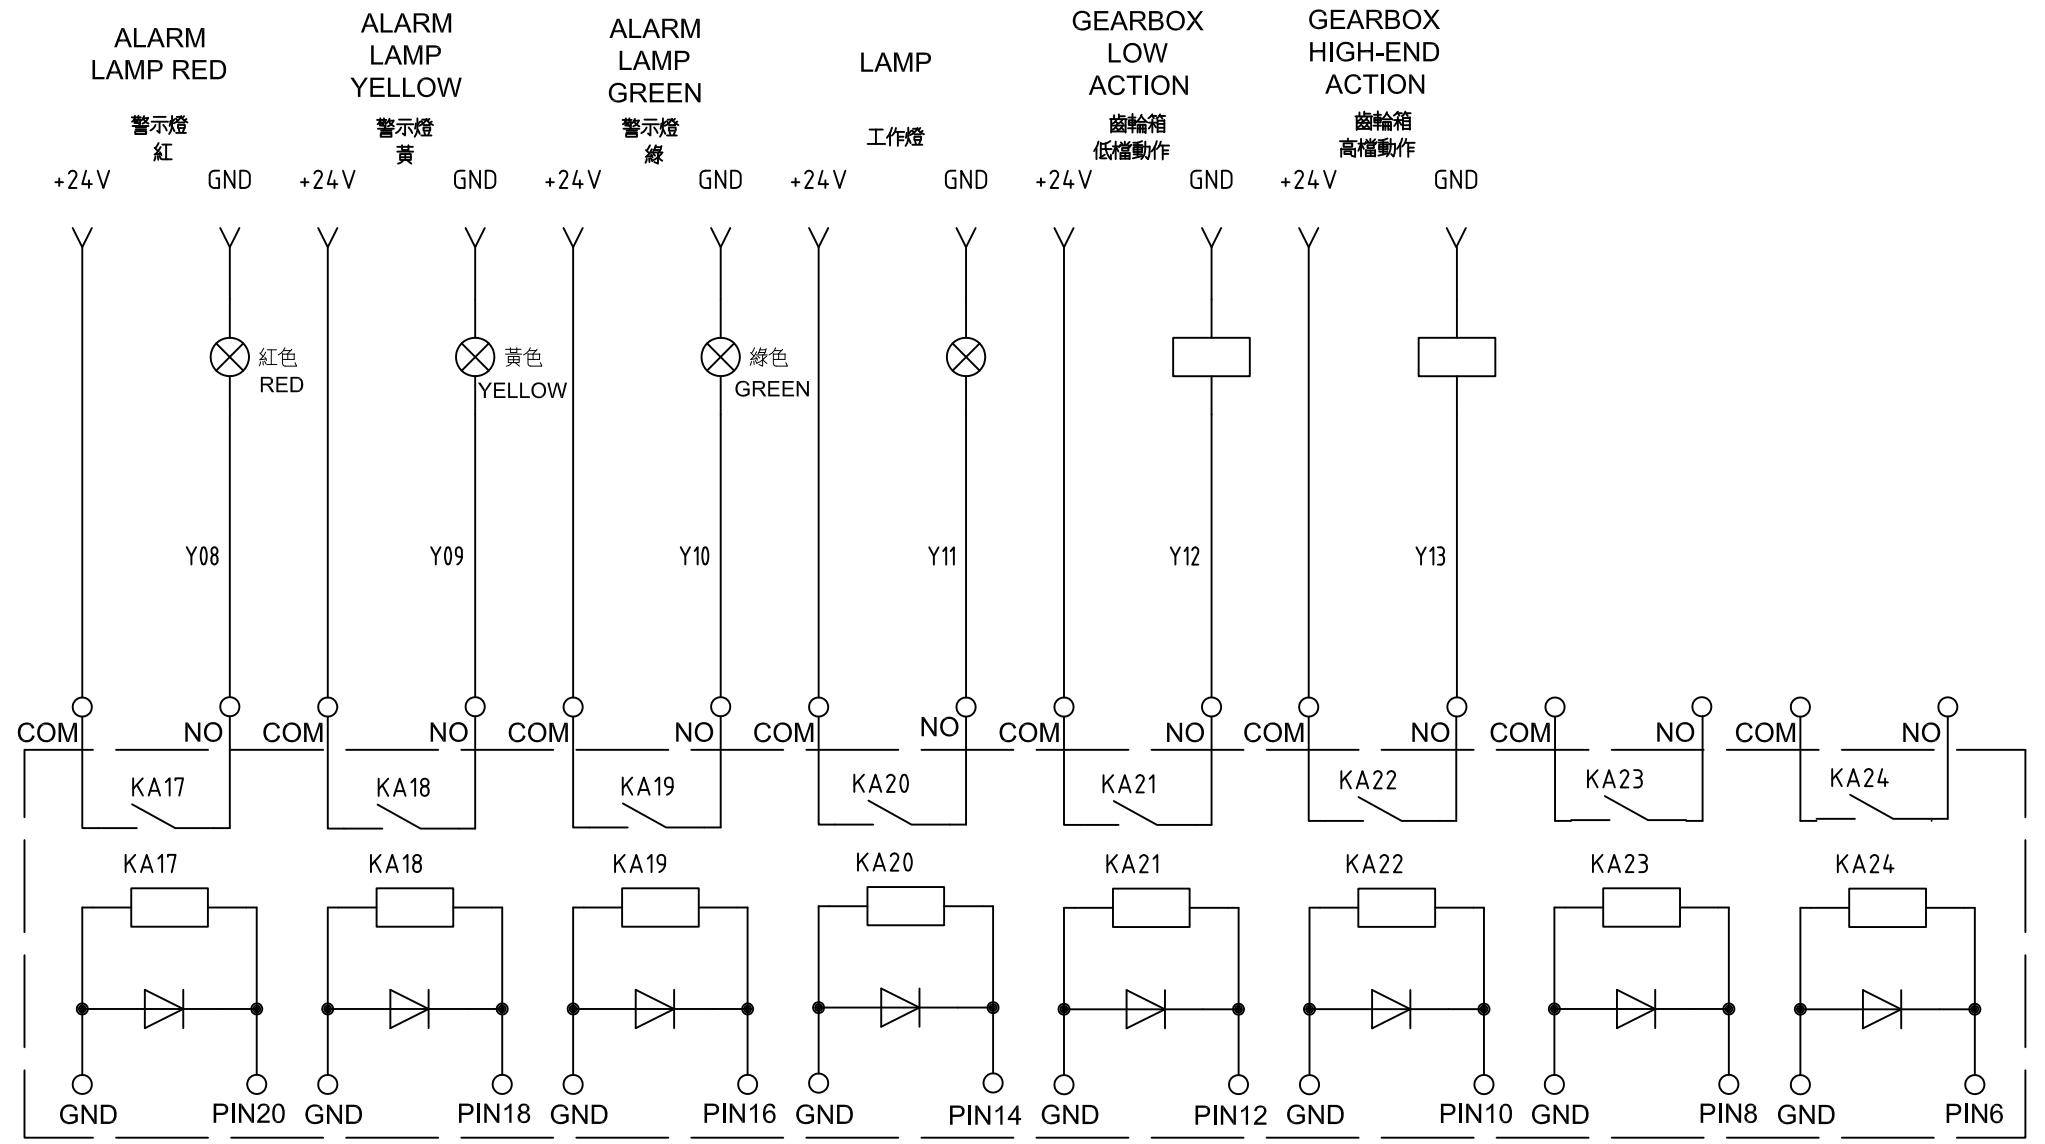 ALARM
LAMP RED
警示燈
紅
ALARM
LAMP
YELLOW
警示燈
黃
ALARM
LAMP
GREEN
警示燈
綠
LAMP
工作燈
GEARBOX
LOW
ACTION
齒輪箱
低檔動作
GEARBOX
HIGH-END
ACTION
齒輪箱
高檔動作
+24V GND +24V GND +24V GND +24V GND +24V GND +24V GND
紅色
RED
黃色
YELLOW
綠色
GREEN
Y08 Y09 Y10 Y11 Y12 Y13
COM NO COM NO COM NO COM NO COM NO COM NO COM NO COM NO
KA17 KA18 KA19 KA20 KA21 KA22 KA23 KA24
KA17 KA18 KA19 KA20 KA21 KA22 KA23 KA24
GND PIN20 GND PIN18 GND PIN16 GND PIN14 GND PIN12 GND PIN10 GND PIN8 GND PIN6